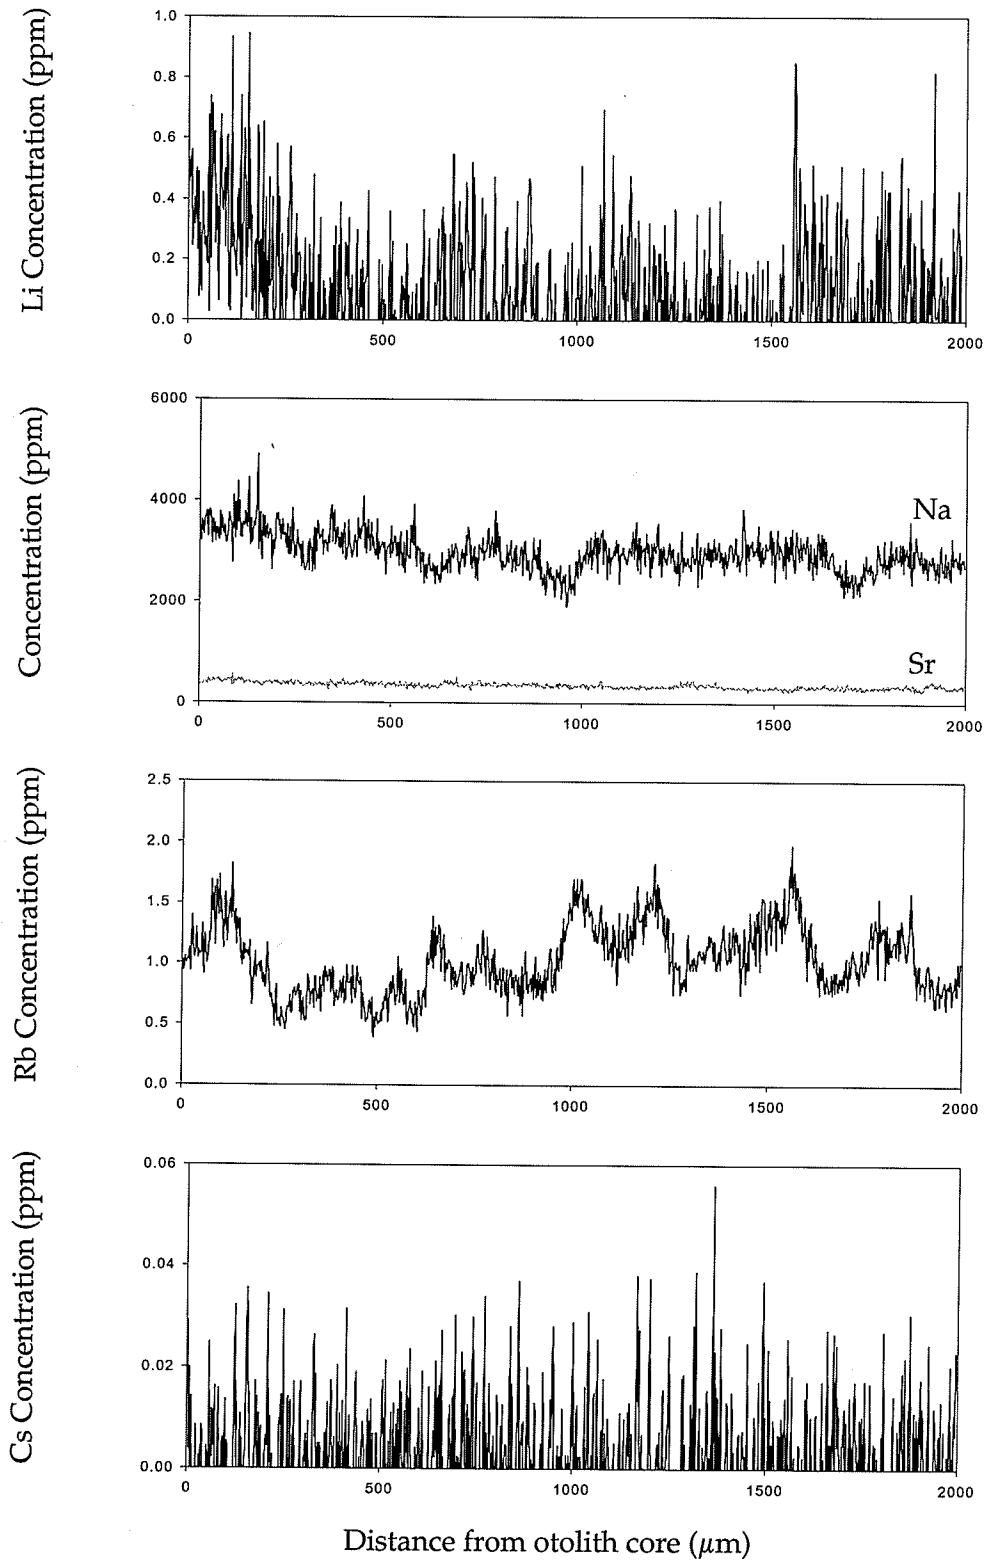 Li Concentration (ppm)
1.0
0.8
0.6
0.4
0.2
0.0
0 500 1000 1500 2000
Concentration (ppm)
6000
4000
2000
0
Na
Sr
0 500 1000 1500 2000
Rb Concentration (ppm)
2.5
2.0
1.5
1.0
0.5
0.0
0 500 1000 1500 2000
Cs Concentration (ppm)
0.06
0.04
0.02
0.00
0 500 1000 1500 2000
Distance from otolith core (μm)